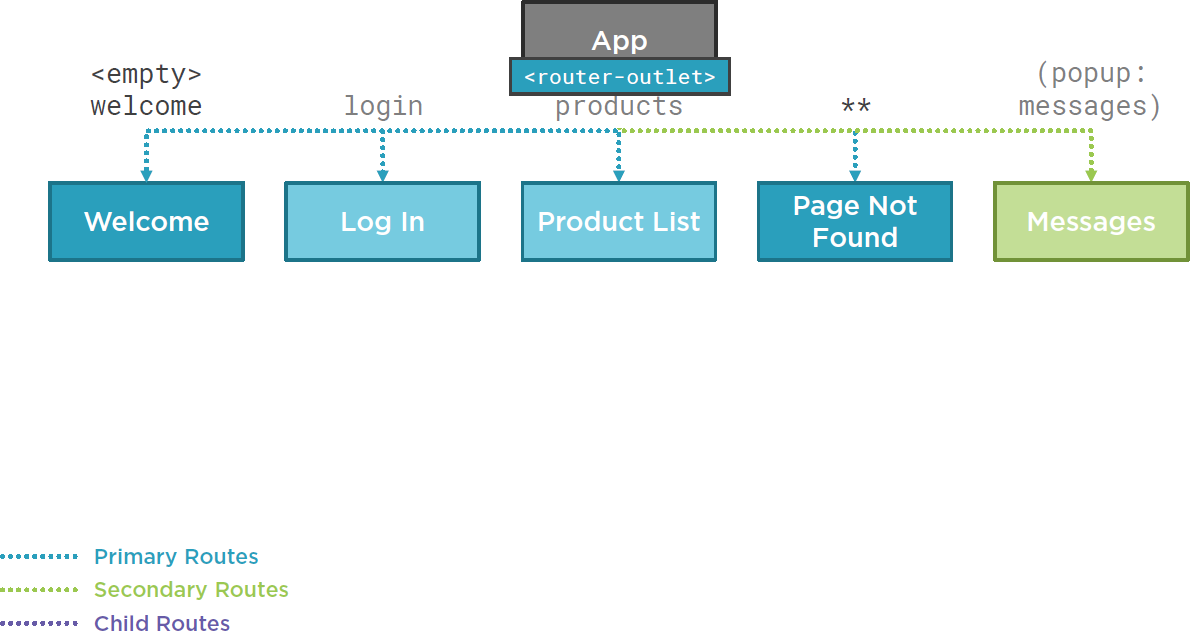 App
<router-outlet>
<empty>
welcome
login
products
**
(popup:
messages)
Welcome
Log In
Product List
Page Not
Found
Messages
Primary Routes
Secondary Routes
Child Routes